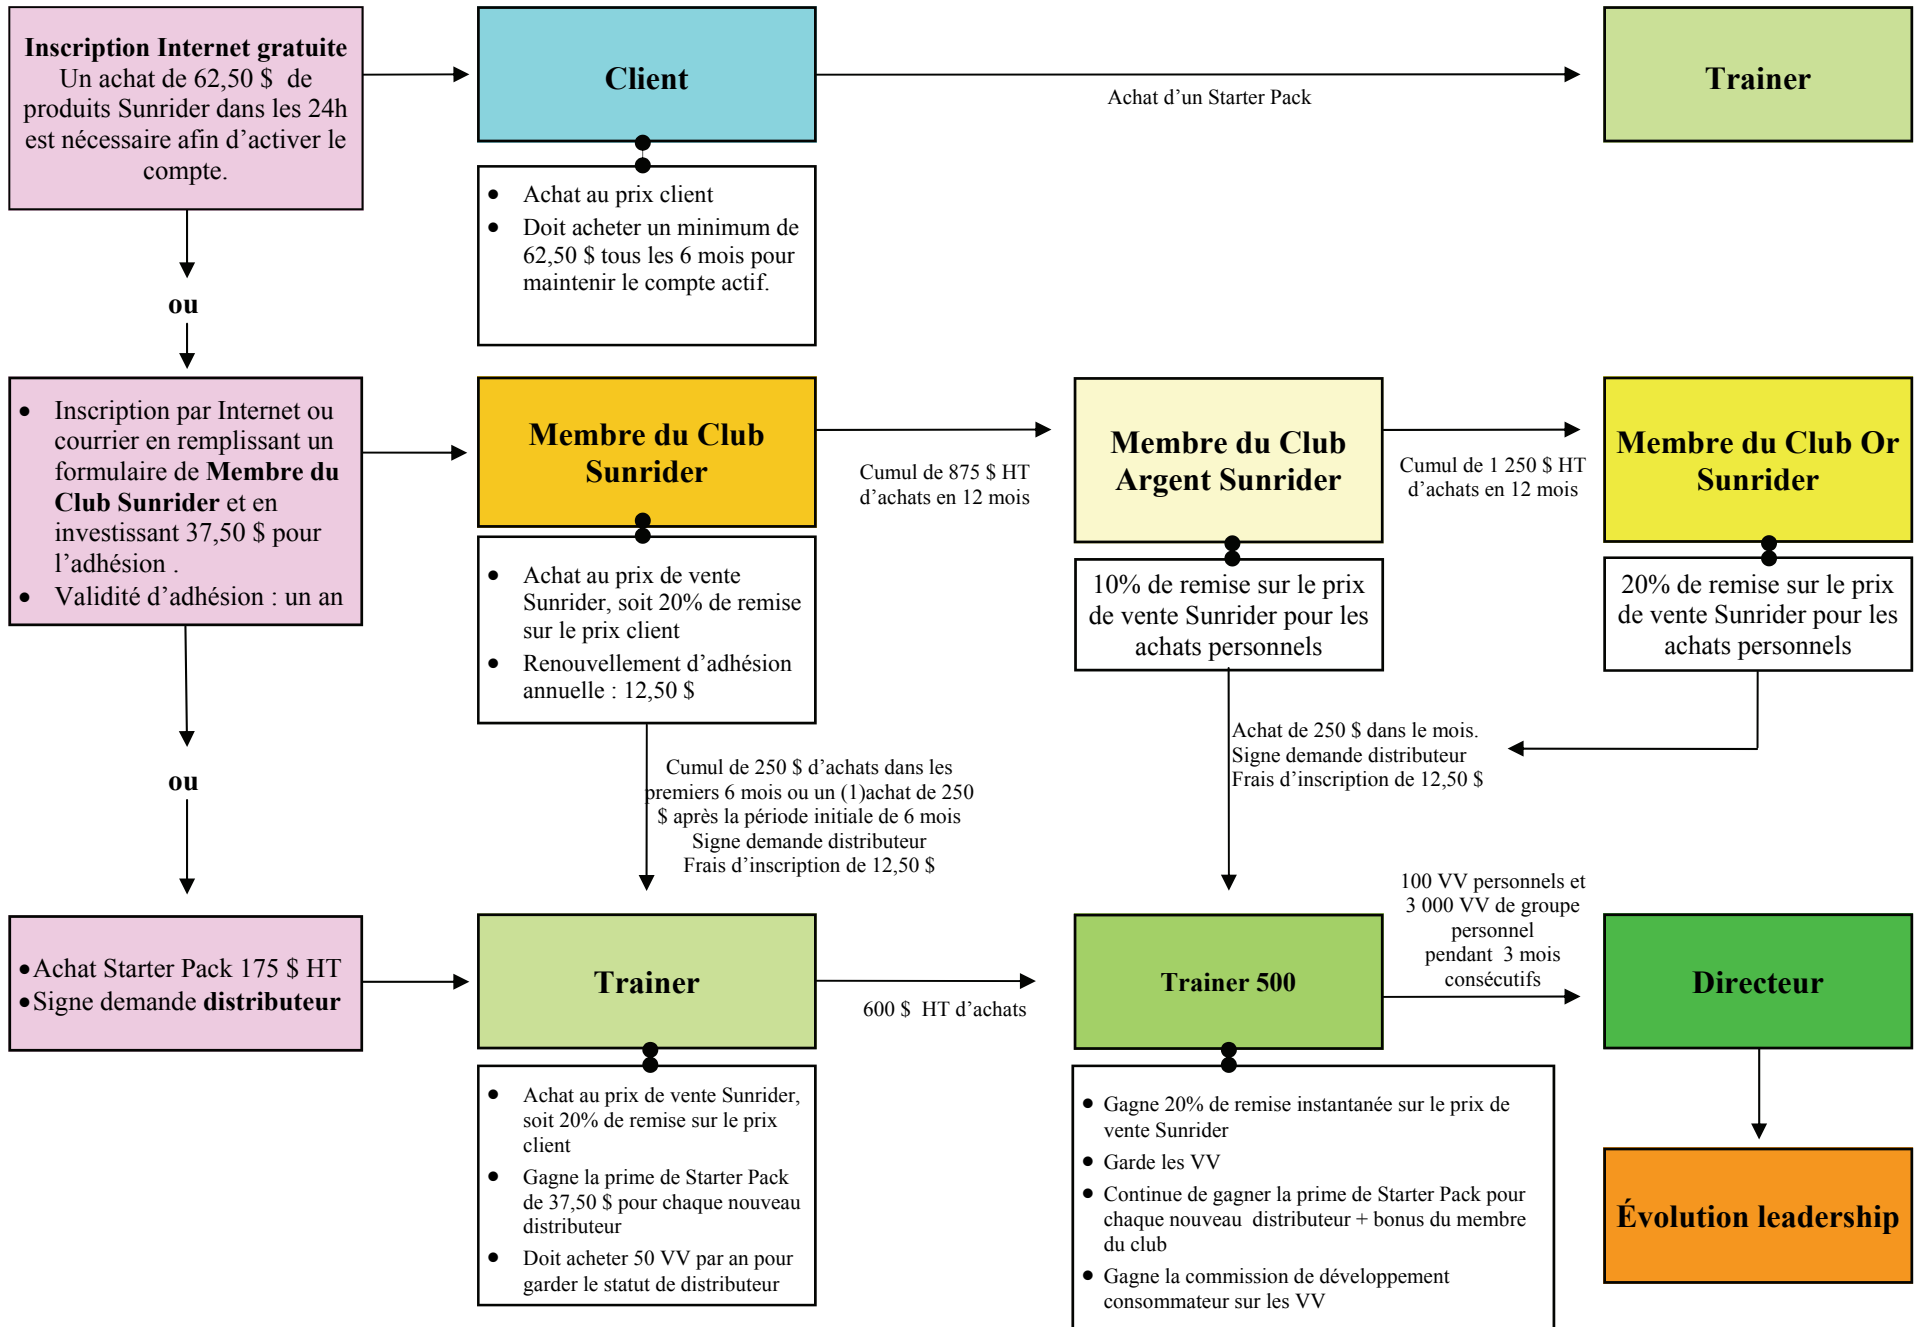 Inscription Internet gratuite
Un achat de 62,50 $ de
produits Sunrider dans les 24h
est nécessaire afin d’activer le
compte.
Client
Achat d’un Starter Pack
Trainer
• Achat au prix client
• Doit acheter un minimum de
62,50 $ tous les 6 mois pour
maintenir le compte actif.
ou
• Inscription par Internet ou
courrier en remplissant un
formulaire de Membre du
Club Sunrider et en
investissant 37,50 $ pour
l’adhésion .
• Validité d’adhésion : un an
Membre du Club
Sunrider
Cumul de 875 $ HT
d’achats en 12 mois
Membre du Club
Argent Sunrider
Cumul de 1 250 $ HT
d’achats en 12 mois
Membre du Club Or
Sunrider
• Achat au prix de vente
Sunrider, soit 20% de remise
sur le prix client
• Renouvellement d’adhésion
annuelle : 12,50 $
10% de remise sur le prix
de vente Sunrider pour les
achats personnels
20% de remise sur le prix
de vente Sunrider pour les
achats personnels
ou
Cumul de 250 $ d’achats dans les
premiers 6 mois ou un (1)achat de 250
$ après la période initiale de 6 mois
Signe demande distributeur
Frais d’inscription de 12,50 $
Achat de 250 $ dans le mois.
Signe demande distributeur
Frais d’inscription de 12,50 $
• Achat Starter Pack 175 $ HT
• Signe demande distributeur
Trainer
600 $ HT d’achats
Trainer 500
100 VV personnels et
3 000 VV de groupe
personnel
pendant 3 mois
consécutifs
Directeur
• Achat au prix de vente Sunrider,
soit 20% de remise sur le prix
client
• Gagne la prime de Starter Pack
de 37,50 $ pour chaque nouveau
distributeur
• Doit acheter 50 VV par an pour
garder le statut de distributeur
• Gagne 20% de remise instantanée sur le prix de
vente Sunrider
• Garde les VV
• Continue de gagner la prime de Starter Pack pour
chaque nouveau distributeur + bonus du membre
du club
• Gagne la commission de développement
consommateur sur les VV
Évolution leadership